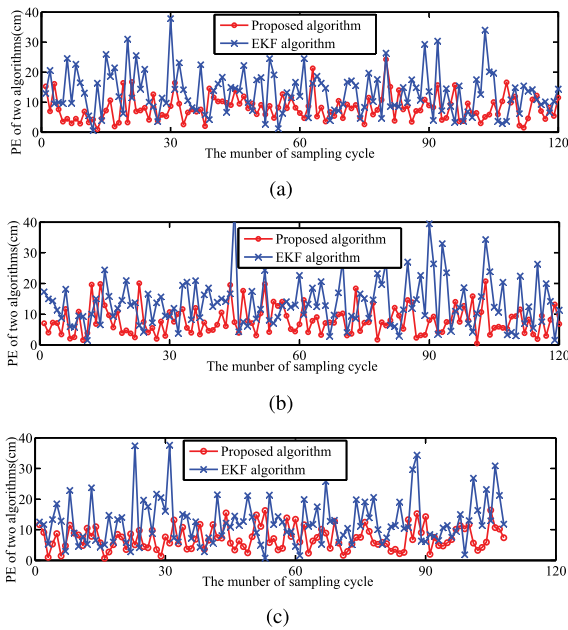 PE of two algorithms(cm)
40
30
20
10
0
Proposed algorithm
EKF algorithm
0 30 60 90 120
The munber of sampling cycle
(a)
PE of two algorithms(cm)
40
30
20
10
0
Proposed algorithm
EKF algorithm
0 30 60 90 120
The munber of sampling cycle
(b)
PE of two algorithms(cm)
40
30
20
10
0
Proposed algorithm
EKF algorithm
0 30 60 90 120
The munber of sampling cycle
(c)